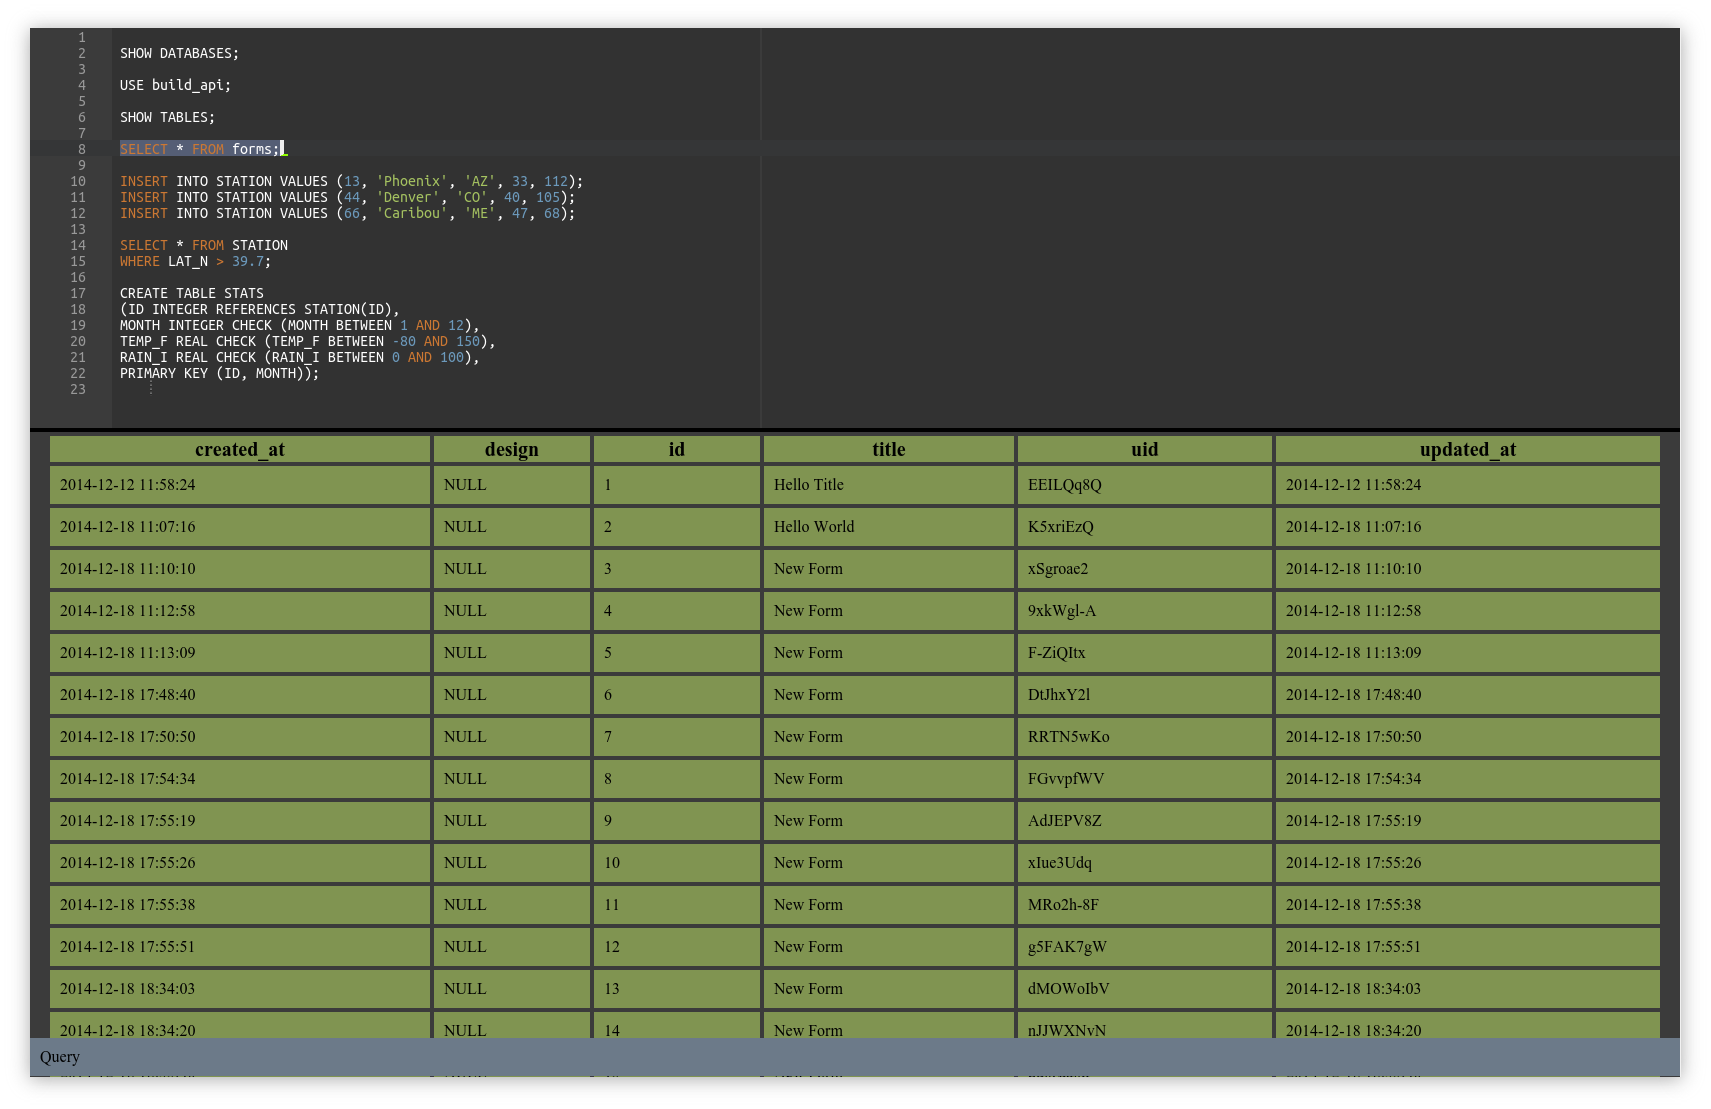 1
2 SHOW DATABASES;
3
4 USE build_api;
5
6 SHOW TABLES;
7
8 SELECT * FROM forms;
9
10 INSERT INTO STATION VALUES (13, 'Phoenix', 'AZ', 33, 112);
11 INSERT INTO STATION VALUES (44, 'Denver', 'CO', 40, 105);
12 INSERT INTO STATION VALUES (66, 'Caribou', 'ME', 47, 68);
13
14 SELECT * FROM STATION
15 WHERE LAT_N > 39.7;
16
17 CREATE TABLE STATS
18 (ID INTEGER REFERENCES STATION(ID),
19 MONTH INTEGER CHECK (MONTH BETWEEN 1 AND 12),
20 TEMP_F REAL CHECK (TEMP_F BETWEEN -80 AND 150),
21 RAIN_I REAL CHECK (RAIN_I BETWEEN 0 AND 100),
22 PRIMARY KEY (ID, MONTH));
23
created_at design id title uid updated_at
2014-12-12 11:58:24 NULL 1 Hello Title EEILQq8Q 2014-12-12 11:58:24
2014-12-18 11:07:16 NULL 2 Hello World K5xriEzQ 2014-12-18 11:07:16
2014-12-18 11:10:10 NULL 3 New Form xSgroae2 2014-12-18 11:10:10
2014-12-18 11:12:58 NULL 4 New Form 9xkWgl-A 2014-12-18 11:12:58
2014-12-18 11:13:09 NULL 5 New Form F-ZiQItx 2014-12-18 11:13:09
2014-12-18 17:48:40 NULL 6 New Form DtJhxY2l 2014-12-18 17:48:40
2014-12-18 17:50:50 NULL 7 New Form RRTN5wKo 2014-12-18 17:50:50
2014-12-18 17:54:34 NULL 8 New Form FGvvpfWV 2014-12-18 17:54:34
2014-12-18 17:55:19 NULL 9 New Form AdJEPV8Z 2014-12-18 17:55:19
2014-12-18 17:55:26 NULL 10 New Form xIue3Udq 2014-12-18 17:55:26
2014-12-18 17:55:38 NULL 11 New Form MRo2h-8F 2014-12-18 17:55:38
2014-12-18 17:55:51 NULL 12 New Form g5FAK7gW 2014-12-18 17:55:51
2014-12-18 18:34:03 NULL 13 New Form dMOWoIbV 2014-12-18 18:34:03
2014-12-18 18:34:20 NULL 14 New Form nJJWXNvN 2014-12-18 18:34:20
Query